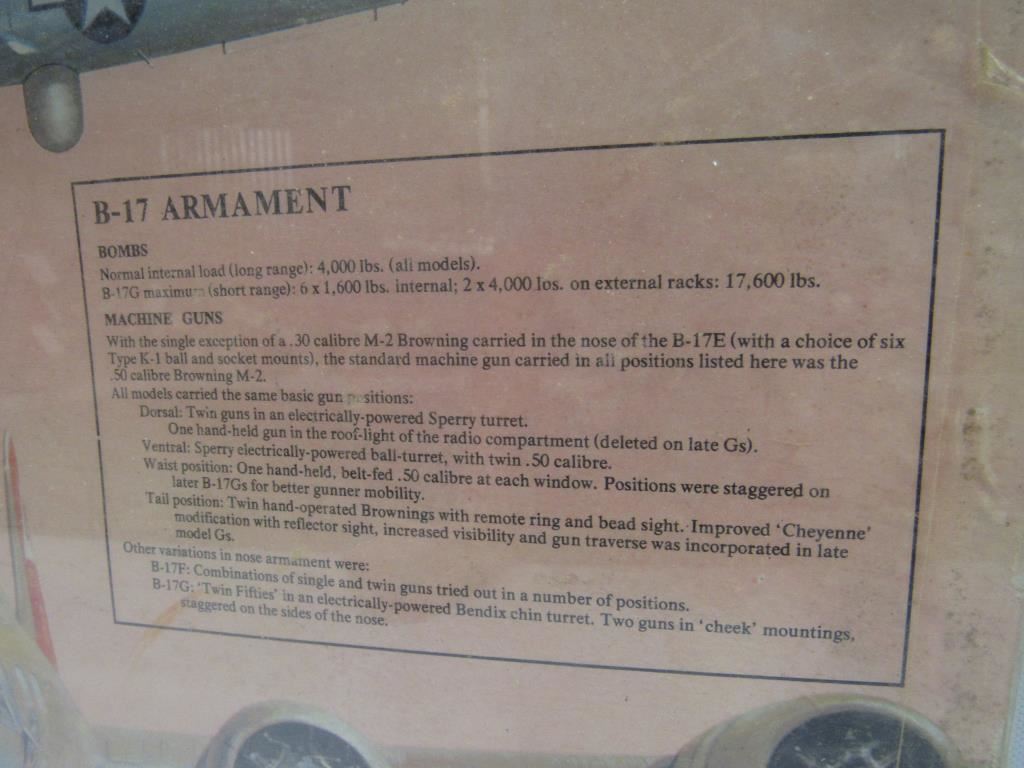 B-17 ARMAMENT
BOMBS
Normal internal load (long range): 4,000 lbs. (all models).
B-17G maximum (short range): 6 x 1,600 lbs. internal; 2 x 4,000 lbs. on external racks: 17,600 lbs.
MACHINE GUNS
With the single exception of a .30 calibre M-2 Browning carried in the nose of the B-17E (with a choice of six
Type K-1 ball and socket mounts), the standard machine gun carried in all positions listed here was the
.50 calibre Browning M-2.
All models carried the same basic gun positions:
Dorsal: Twin guns in an electrically-powered Sperry turret.
One hand-held gun in the roof-light of the radio compartment (deleted on late Gs).
Ventral: Sperry electrically-powered ball-turret, with twin .50 calibre.
Waist position: One hand-held, belt-fed .50 calibre at each window. Positions were staggered on
later B-17Gs for better gunner mobility.
Tail position: Twin hand-operated Brownings with remote ring and bead sight. Improved ‘Cheyenne’
modification with reflector sight, increased visibility and gun traverse was incorporated in late
model Gs.
Other variations in nose armament were:
B-17F: Combinations of single and twin guns tried out in a number of positions.
B-17G: ‘Twin Fifties’ in an electrically-powered Bendix chin turret. Two guns in ‘cheek’ mountings,
staggered on the sides of the nose.